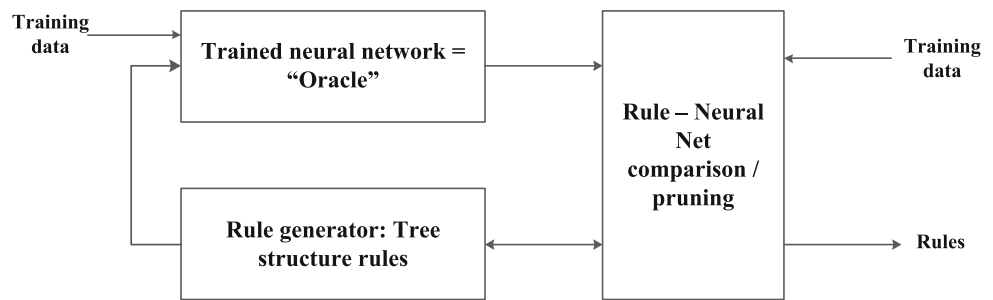 Training
data
Trained neural network =
“Oracle”
Rule – Neural
Net
comparison /
pruning
Training
data
Rule generator: Tree
structure rules
Rules